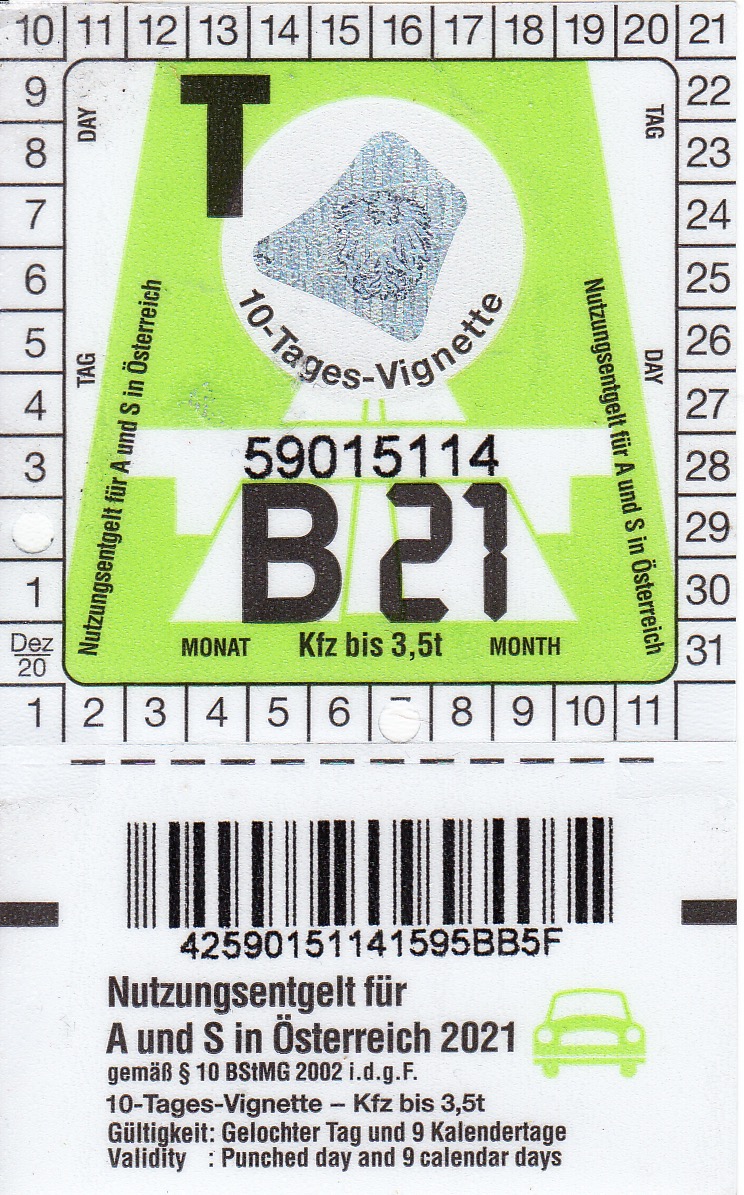 10 11 12 13 14 15 16 17 18 19 20 21
9 22
8 23
7 24
6 25
5 26
4 27
3 28
29
1 30
Dez
20
31
1 2 3 4 5 6 8 9 10 11
DAY
TAG
TAG
DAY
T
10-Tages-Vignette
Nutzungsentgelt für A und S in Österreich
Nutzungsentgelt für A und S in Österreich
59015114
B 21
MONAT Kfz bis 3,5t MONTH
42590151141595BB5F
Nutzungsentgelt für
A und S in Österreich 2021
gemäß § 10 BStMG 2002 i.d.g.F.
10-Tages-Vignette – Kfz bis 3,5t
Gültigkeit: Gelochter Tag und 9 Kalendertage
Validity : Punched day and 9 calendar days